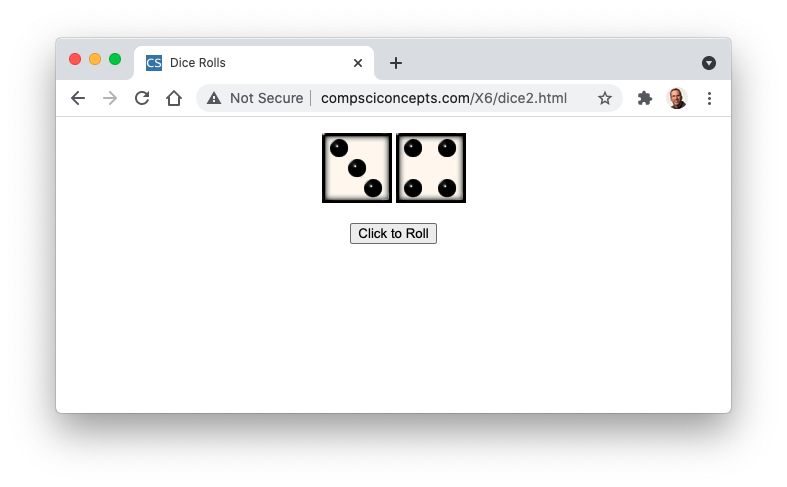 CS Dice Rolls
Not Secure | compsciconcepts.com/X6/dice2.html
Click to Roll